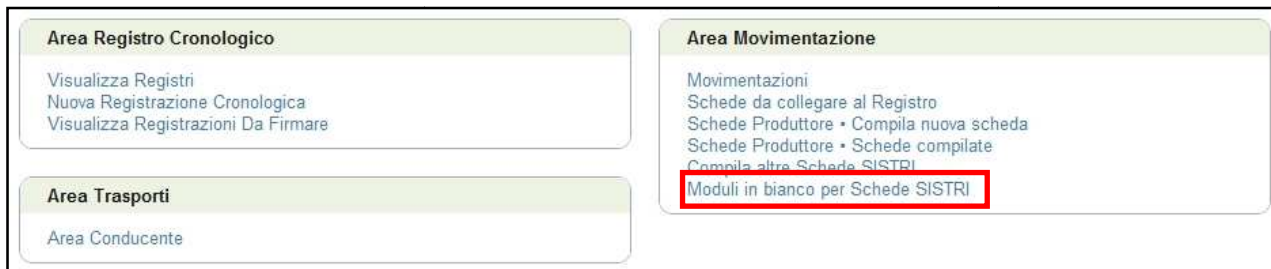 Area Registro Cronologico
Visualizza Registri
Nuova Registrazione Cronologica
Visualizza Registrazioni Da Firmare
Area Trasporti
Area Conducente
Area Movimentazione
Movimentazioni
Schede da collegare al Registro
Schede Produttore • Compila nuova scheda
Schede Produttore • Schede compilate
Compila altre Schede SISTRI
Moduli in bianco per Schede SISTRI